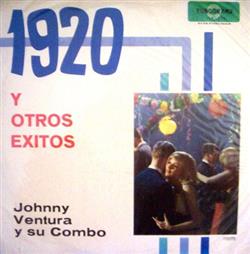 1920
Y
OTROS
EXITOS
Johnny
Ventura
y su Combo